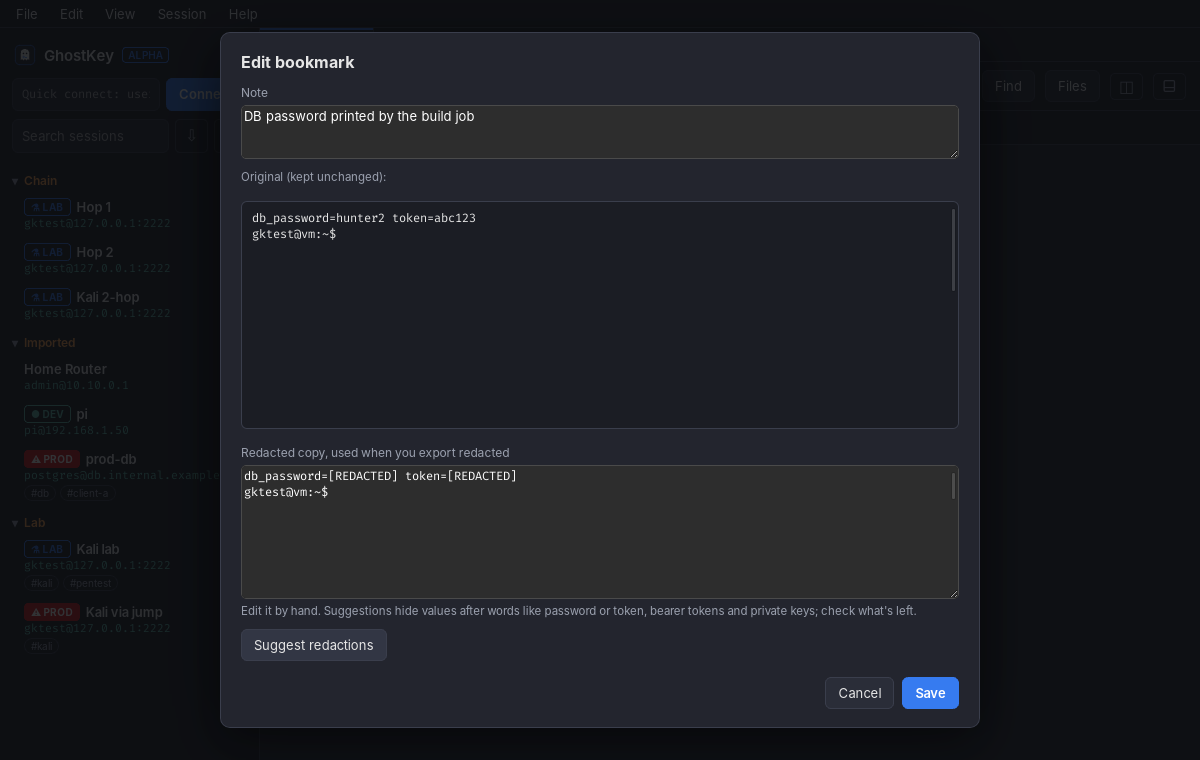 File Edit View Session Help
GhostKey ALPHA
Quick connect: use
Conne
Search sessions
Find
Files
Chain
LAB Hop 1
gktest@127.0.0.1:2222
LAB Hop 2
gktest@127.0.0.1:2222
LAB Kali 2-hop
gktest@127.0.0.1:2222
Imported
Home Router
admin@10.10.0.1
DEV pi
pi@192.168.1.50
PROD prod-db
postgres@db.internal.example
#db #client-a
Lab
LAB Kali lab
gktest@127.0.0.1:2222
#kali #pentest
PROD Kali via jump
gktest@127.0.0.1:2222
#kali
Edit bookmark
Note
DB password printed by the build job
Original (kept unchanged):
db_password=hunter2 token=abc123
gktest@vm:~$
Redacted copy, used when you export redacted
db_password=[REDACTED] token=[REDACTED]
gktest@vm:~$
Edit it by hand. Suggestions hide values after words like password or token, bearer tokens and private keys; check what's left.
Suggest redactions
Cancel
Save